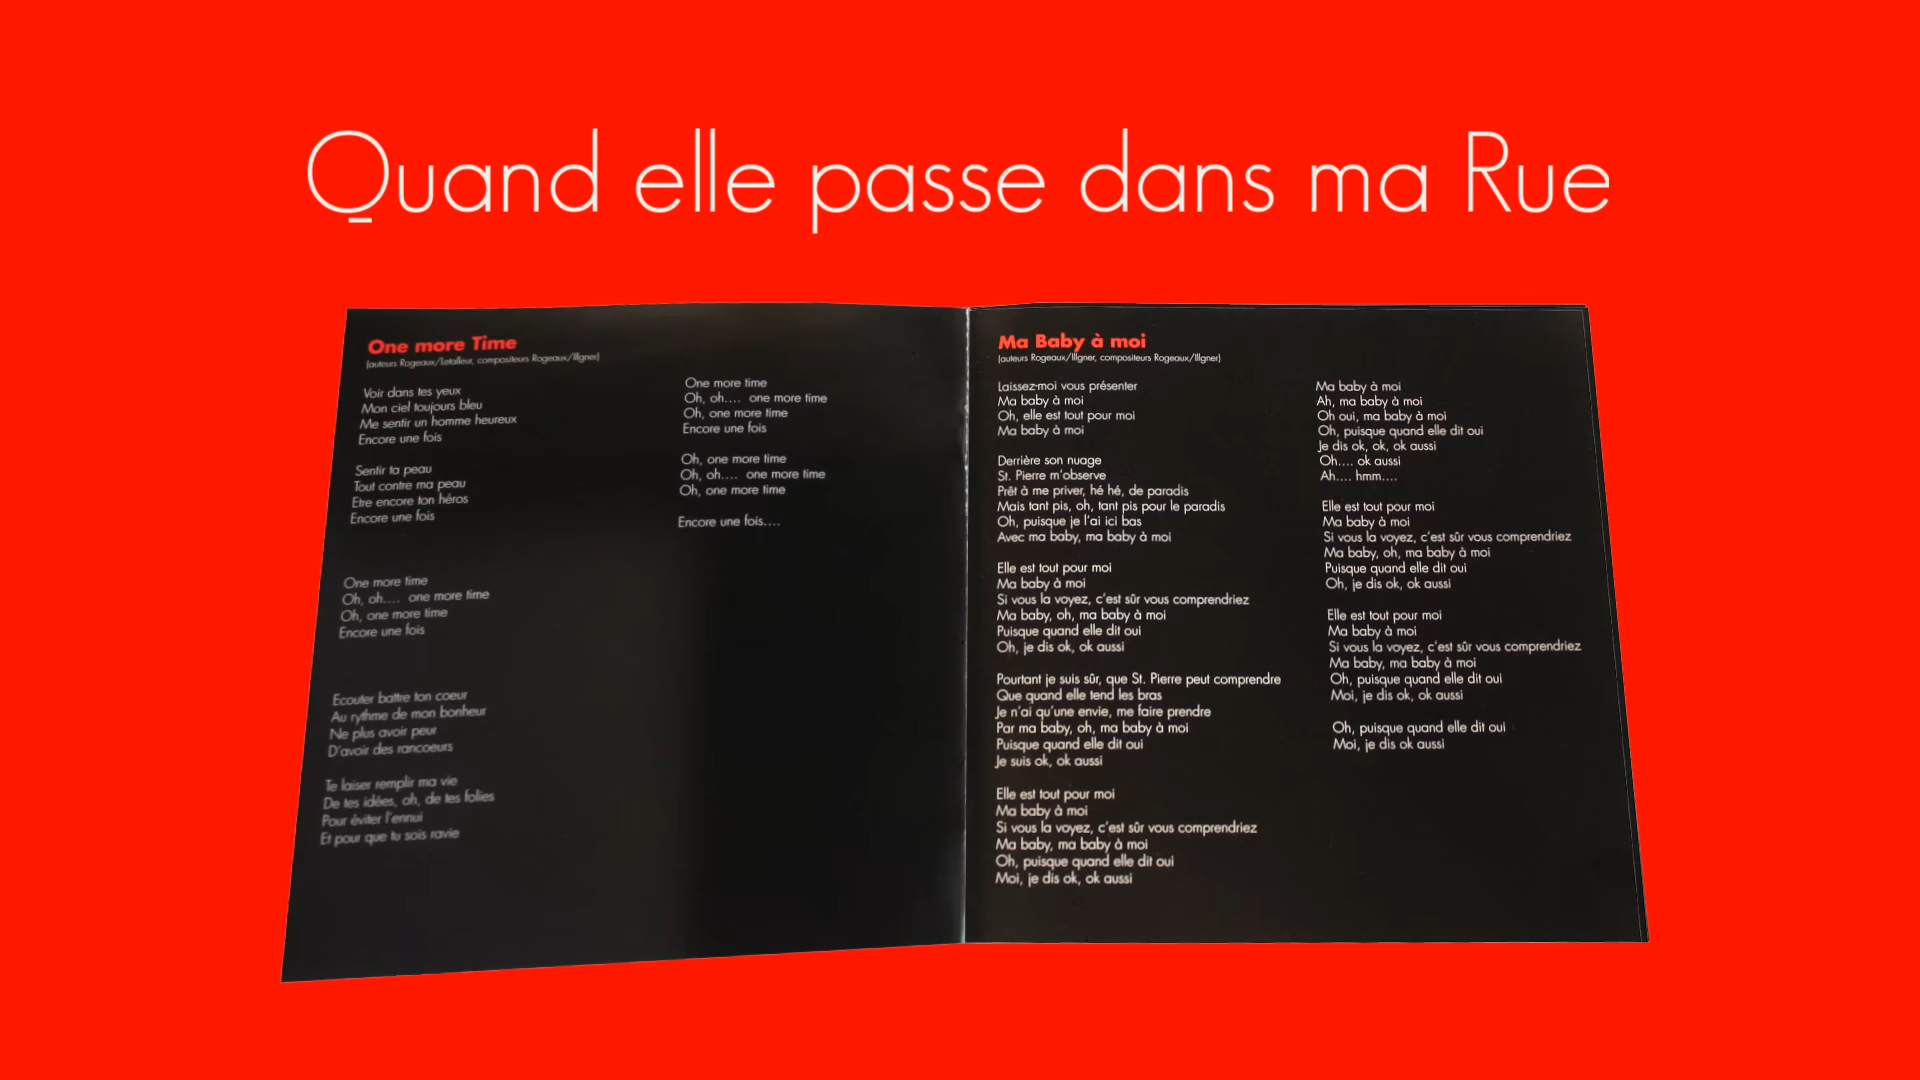 Quand elle passe dans ma Rue
One more Time
(auteurs Rogeaux/Letailleur, compositeurs Rogeaux/Illgner)
Voir dans tes yeux
Mon ciel toujours bleu
Me sentir un homme heureux
Encore une fois
Sentir ta peau
Tout contre ma peau
Etre encore ton héros
Encore une fois
One more time
Oh, oh.... one more time
Oh, one more time
Encore une fois
Ecouter battre ton coeur
Au rythme de mon bonheur
Ne plus avoir peur
D'avoir des rancoeurs
Te laiser remplir ma vie
De tes idées, oh, de tes folies
Pour éviter l'ennui
Et pour que tu sois ravie
One more time
Oh, oh.... one more time
Oh, one more time
Encore une fois
Oh, one more time
Oh, oh.... one more time
Oh, one more time
Encore une fois....
Ma Baby à moi
(auteurs Rogeaux/Illgner, compositeurs Rogeaux/Illgner)
Laissez-moi vous présenter
Ma baby à moi
Oh, elle est tout pour moi
Ma baby à moi
Derrière son nuage
St. Pierre m'observe
Prêt à me priver, hé hé, de paradis
Mais tant pis, oh, tant pis pour le paradis
Oh, puisque je l'ai ici bas
Avec ma baby, ma baby à moi
Elle est tout pour moi
Ma baby à moi
Si vous la voyez, c'est sûr vous comprendriez
Ma baby, oh, ma baby à moi
Puisque quand elle dit oui
Oh, je dis ok, ok aussi
Pourtant je suis sûr, que St. Pierre peut comprendre
Que quand elle tend les bras
Je n'ai qu'une envie, me faire prendre
Par ma baby, oh, ma baby à moi
Puisque quand elle dit oui
Je suis ok, ok aussi
Elle est tout pour moi
Ma baby à moi
Si vous la voyez, c'est sûr vous comprendriez
Ma baby, ma baby à moi
Oh, puisque quand elle dit oui
Moi, je dis ok, ok aussi
Ma baby à moi
Ah, ma baby à moi
Oh oui, ma baby à moi
Oh, puisque quand elle dit oui
Je dis ok, ok, ok aussi
Oh.... ok aussi
Ah.... hmm....
Elle est tout pour moi
Ma baby à moi
Si vous la voyez, c'est sûr vous comprendriez
Ma baby, oh, ma baby à moi
Puisque quand elle dit oui
Oh, je dis ok, ok aussi
Elle est tout pour moi
Ma baby à moi
Si vous la voyez, c'est sûr vous comprendriez
Ma baby, ma baby à moi
Oh, puisque quand elle dit oui
Moi, je dis ok, ok aussi
Oh, puisque quand elle dit oui
Moi, je dis ok aussi